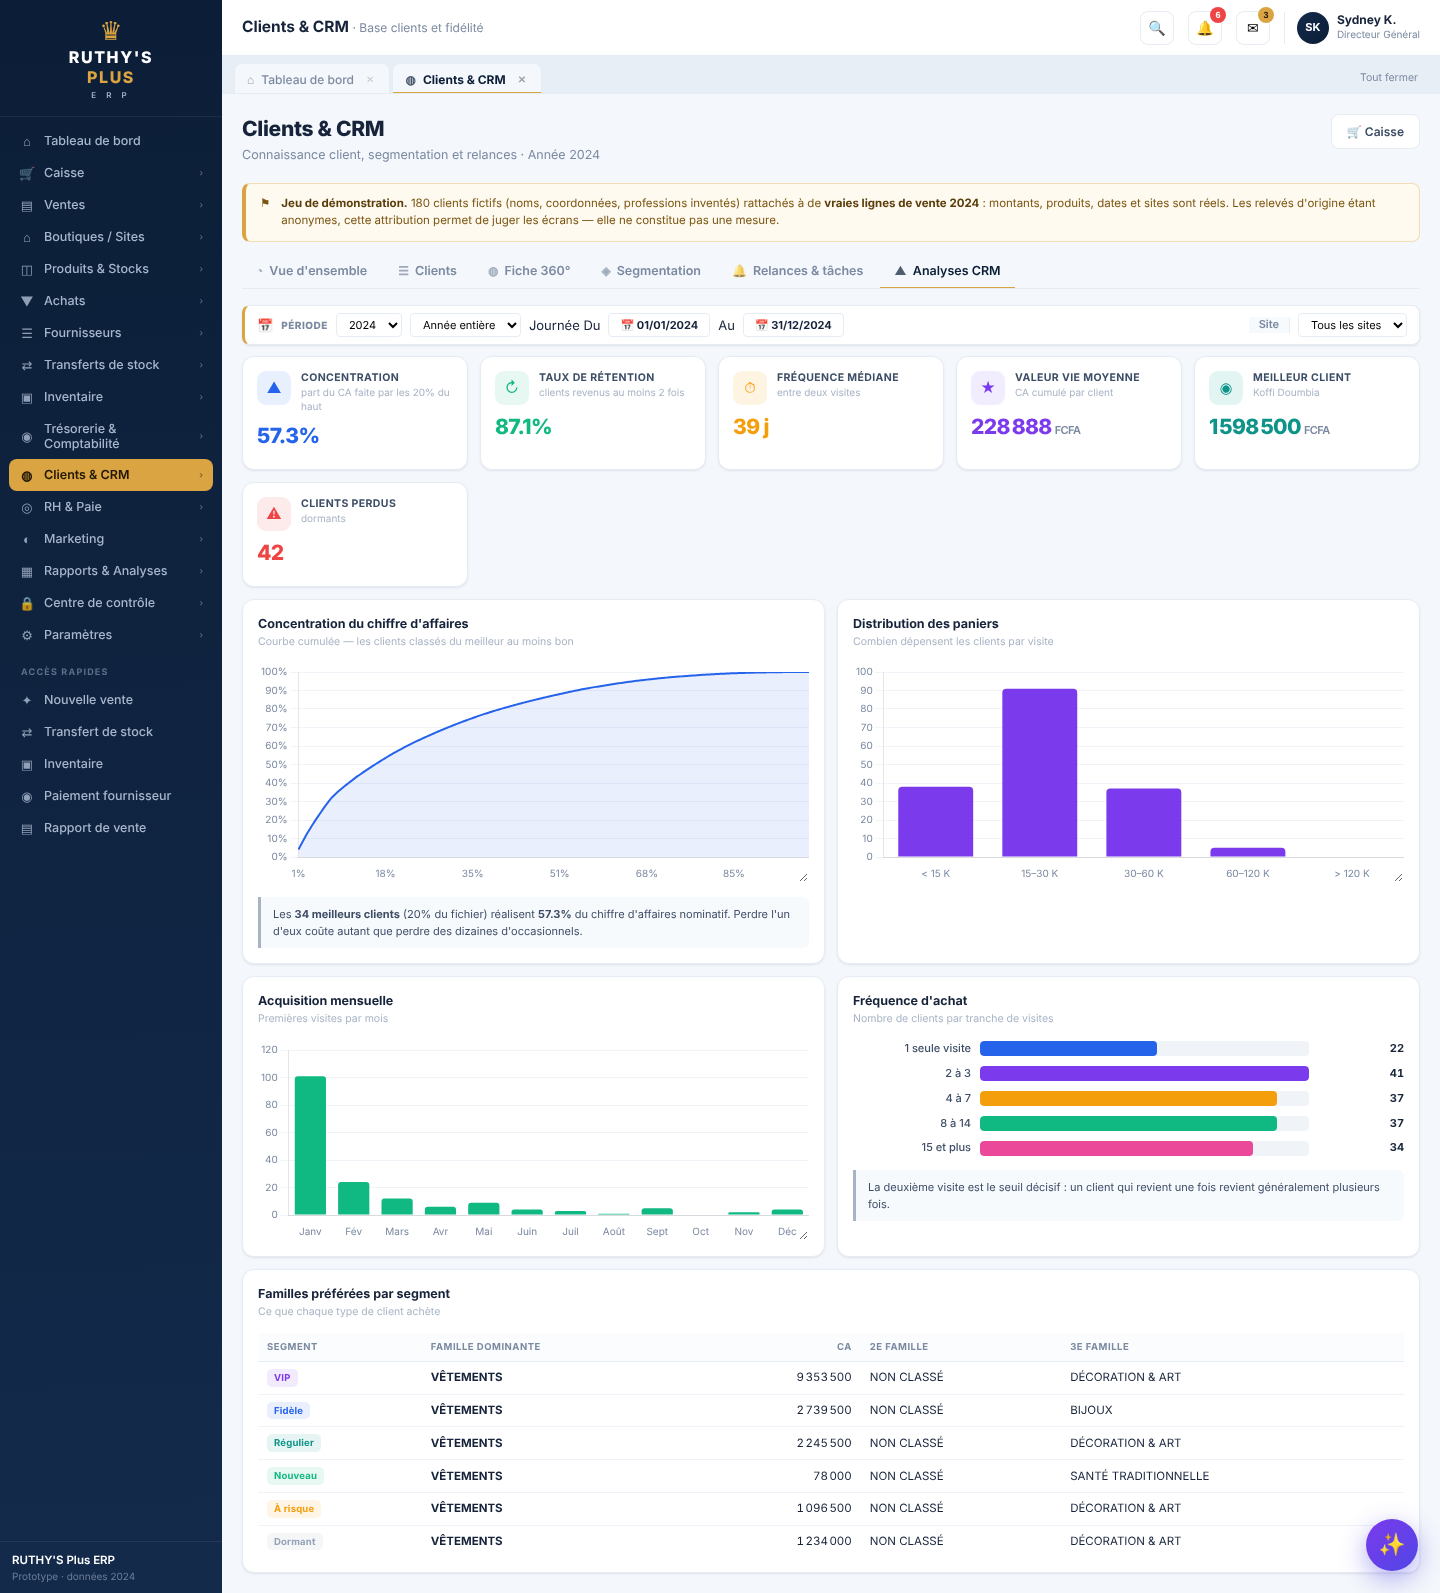 RUTHY'S
PLUS
ERP
Tableau de bord
Caisse
Ventes
Boutiques / Sites
Produits & Stocks
Achats
Fournisseurs
Transferts de stock
Inventaire
Trésorerie &
Comptabilité
Clients & CRM
RH & Paie
Marketing
Rapports & Analyses
Centre de contrôle
Paramètres
ACCÈS RAPIDES
Nouvelle vente
Transfert de stock
Inventaire
Paiement fournisseur
Rapport de vente
RUTHY'S Plus ERP
Prototype · données 2024
Clients & CRM · Base clients et fidélité
6
3
SK
Sydney K.
Directeur Général
Tableau de bord ×
Clients & CRM ×
Tout fermer
Clients & CRM
Connaissance client, segmentation et relances · Année 2024
Caisse
Jeu de démonstration. 180 clients fictifs (noms, coordonnées, professions inventés) rattachés à de vraies lignes de vente 2024 : montants, produits, dates et sites sont réels. Les relevés d'origine étant
anonymes, cette attribution permet de juger les écrans — elle ne constitue pas une mesure.
Vue d'ensemble
Clients
Fiche 360°
Segmentation
Relances & tâches
Analyses CRM
PÉRIODE 2024 Année entière Journée Du 01/01/2024 Au 31/12/2024 Site Tous les sites
CONCENTRATION
part du CA faite par les 20% du
haut
57.3%
TAUX DE RÉTENTION
clients revenus au moins 2 fois
87.1%
FRÉQUENCE MÉDIANE
entre deux visites
39 j
VALEUR VIE MOYENNE
CA cumulé par client
228 888 FCFA
MEILLEUR CLIENT
Koffi Doumbia
1 598 500 FCFA
CLIENTS PERDUS
dormants
42
Concentration du chiffre d'affaires
Courbe cumulée — les clients classés du meilleur au moins bon
100%
90%
80%
70%
60%
50%
40%
30%
20%
10%
0%
1% 18% 35% 51% 68% 85%
Les 34 meilleurs clients (20% du fichier) réalisent 57.3% du chiffre d'affaires nominatif. Perdre l'un
d'eux coûte autant que perdre des dizaines d'occasionnels.
Distribution des paniers
Combien dépensent les clients par visite
100
90
80
70
60
50
40
30
20
10
0
< 15 K 15–30 K 30–60 K 60–120 K > 120 K
Acquisition mensuelle
Premières visites par mois
120
100
80
60
40
20
0
Janv Fév Mars Avr Mai Juin Juil Août Sept Oct Nov Déc
Fréquence d'achat
Nombre de clients par tranche de visites
1 seule visite 22
2 à 3 41
4 à 7 37
8 à 14 37
15 et plus 34
La deuxième visite est le seuil décisif : un client qui revient une fois revient généralement plusieurs
fois.
Familles préférées par segment
Ce que chaque type de client achète
SEGMENT FAMILLE DOMINANTE CA 2E FAMILLE 3E FAMILLE
VIP VÊTEMENTS 9 353 500 NON CLASSÉ DÉCORATION & ART
Fidèle VÊTEMENTS 2 739 500 NON CLASSÉ BIJOUX
Régulier VÊTEMENTS 2 245 500 NON CLASSÉ DÉCORATION & ART
Nouveau VÊTEMENTS 78 000 NON CLASSÉ SANTÉ TRADITIONNELLE
À risque VÊTEMENTS 1 096 500 NON CLASSÉ DÉCORATION & ART
Dormant VÊTEMENTS 1 234 000 NON CLASSÉ DÉCORATION & ART